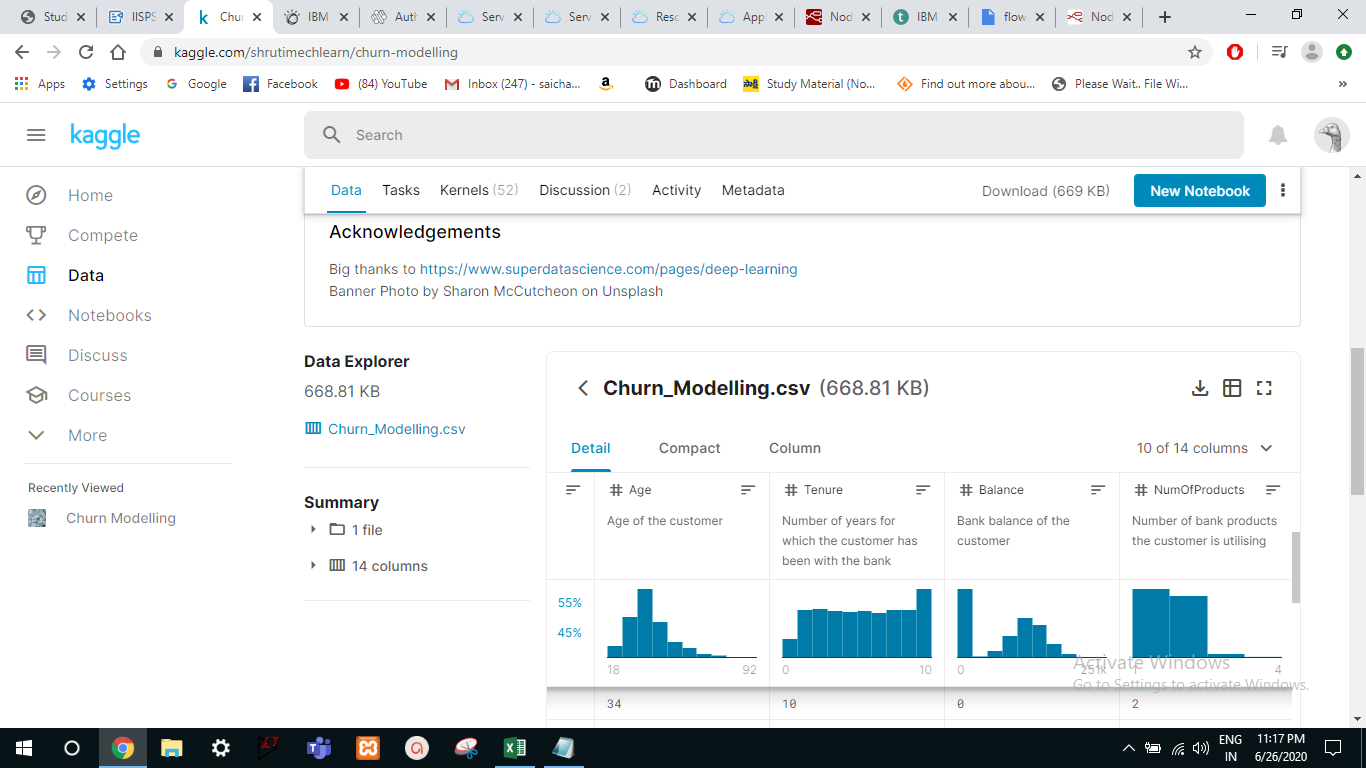 Stud
IISPS
Chur
IBM
Auth
Serv
Serv
Resc
App
Nod
IBM
flow
Nod
kaggle.com/shrutimechlearn/churn-modelling
Apps
Settings
Google
Facebook
(84) YouTube
Inbox (247) - saicha...
Dashboard
Study Material (No...
Find out more abou...
Please Wait.. File Wi...
»
kaggle
Search
Home
Compete
Data
Notebooks
Discuss
Courses
More
Recently Viewed
Churn Modelling
Data Tasks Kernels (52) Discussion (2) Activity Metadata
Download (669 KB)
New Notebook
Acknowledgements
Big thanks to https://www.superdatascience.com/pages/deep-learning
Banner Photo by Sharon McCutcheon on Unsplash
Data Explorer
668.81 KB
Churn_Modelling.csv
Summary
1 file
14 columns
Churn_Modelling.csv (668.81 KB)
Detail Compact Column
10 of 14 columns
# Age
Age of the customer
# Tenure
Number of years for
which the customer has
been with the bank
# Balance
Bank balance of the
customer
# NumOfProducts
Number of bank products
the customer is utilising
55%
45%
18 92
0 10
0 251k
1 4
34 10 0 2
Activate Windows
Go to Settings to activate Windows.
ENG
IN
11:17 PM
6/26/2020